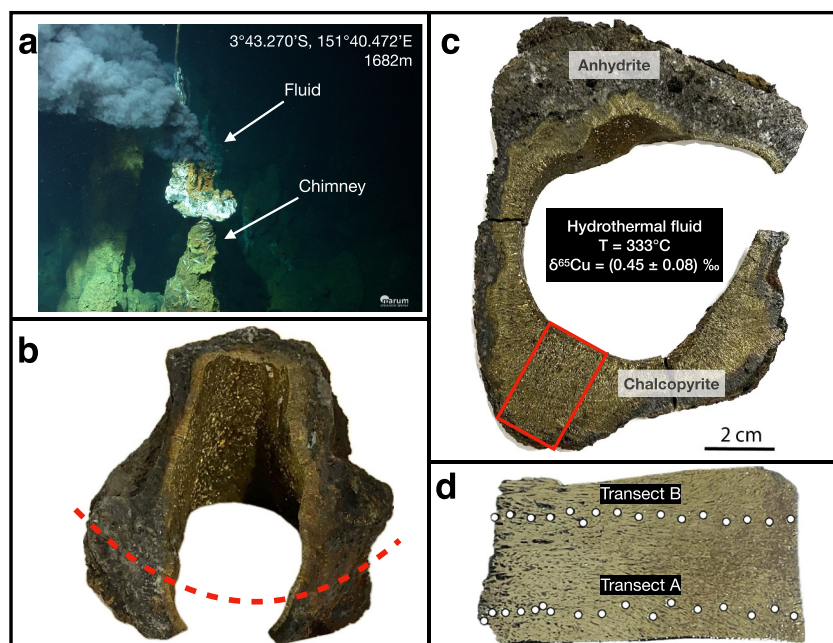 a
3°43.270'S, 151°40.472'E
1682m
Fluid
Chimney
marum
b
c
Anhydrite
Hydrothermal fluid
T = 333°C
δ⁶⁵Cu = (0.45 ± 0.08) ‰
Chalcopyrite
2 cm
d
Transect B
Transect A